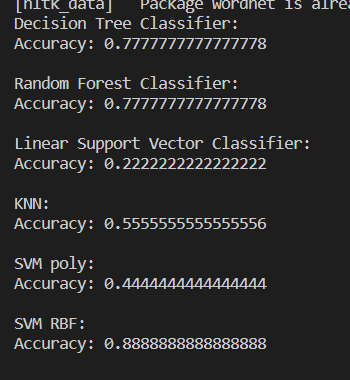 [nltk_data]   Package wordnet is alrea
Decision Tree Classifier:
Accuracy: 0.7777777777777778
Random Forest Classifier:
Accuracy: 0.7777777777777778
Linear Support Vector Classifier:
Accuracy: 0.2222222222222222
KNN:
Accuracy: 0.5555555555555556
SVM poly:
Accuracy: 0.4444444444444444
SVM RBF:
Accuracy: 0.8888888888888888